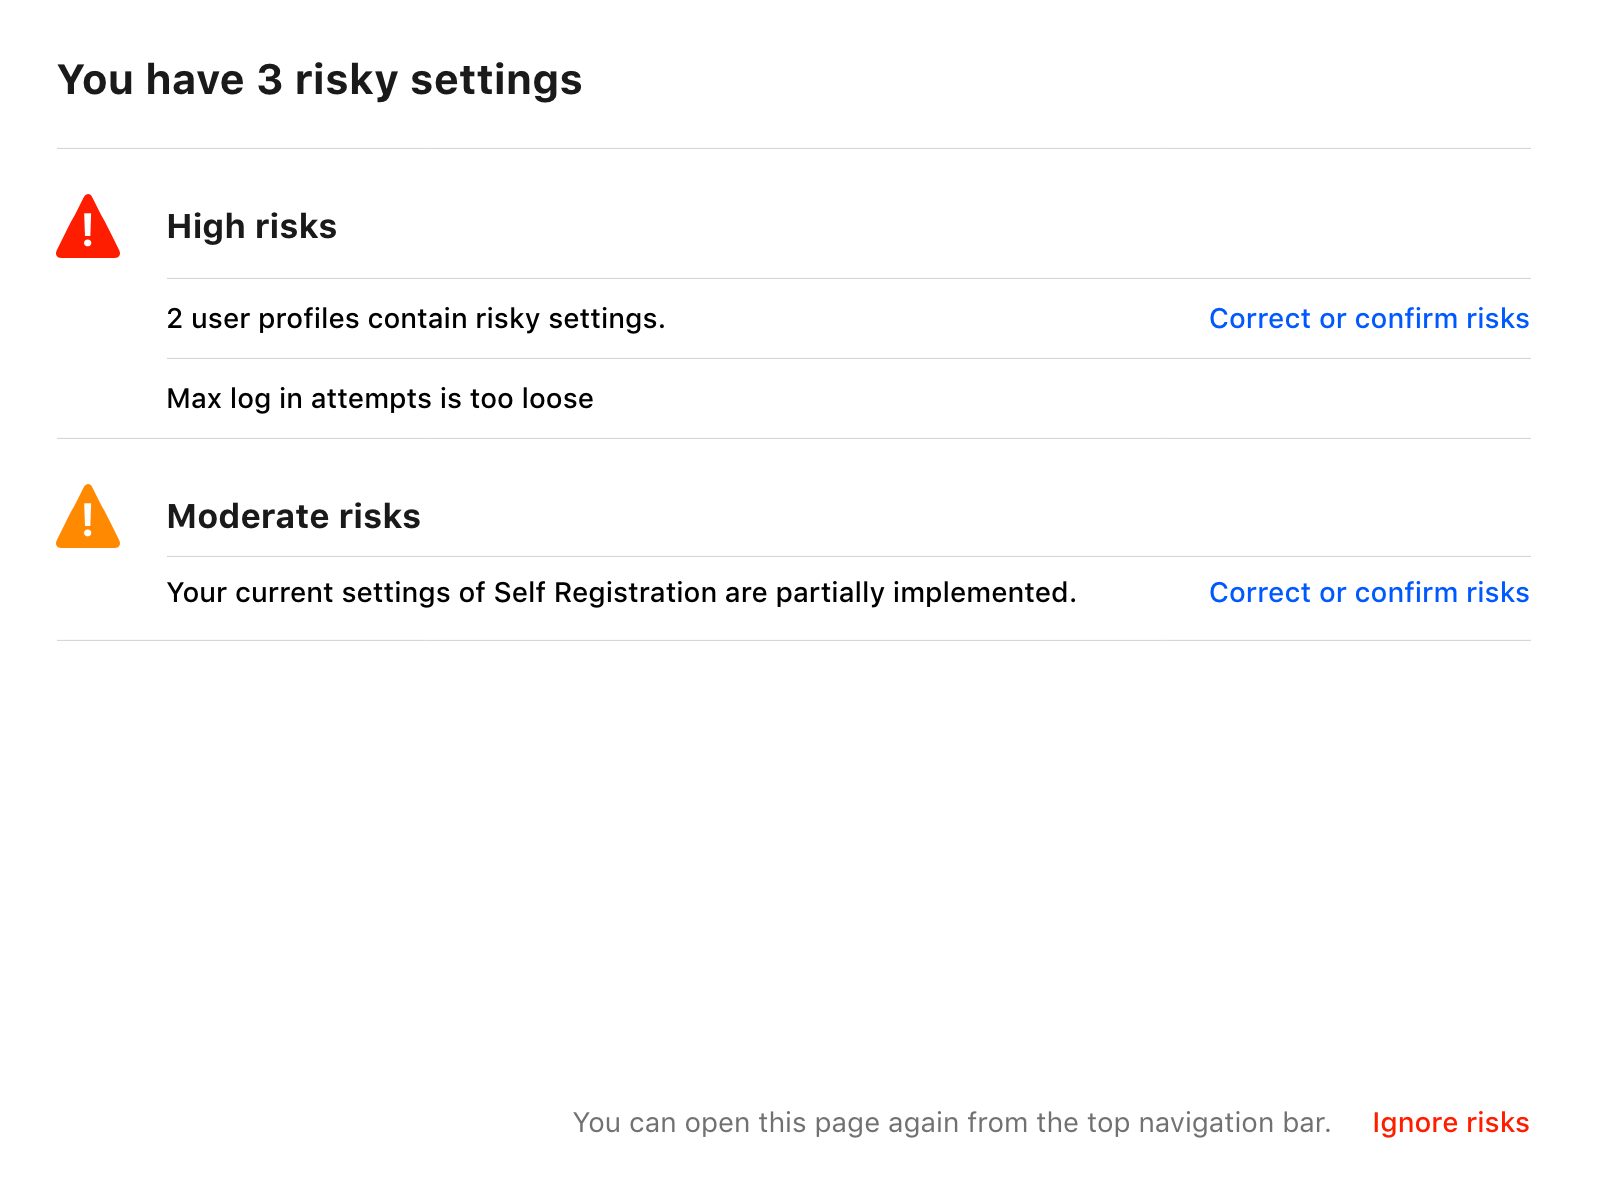 You have 3 risky settings
High risks
2 user profiles contain risky settings.
Correct or confirm risks
Max log in attempts is too loose
Moderate risks
Your current settings of Self Registration are partially implemented.
Correct or confirm risks
You can open this page again from the top navigation bar.
Ignore risks